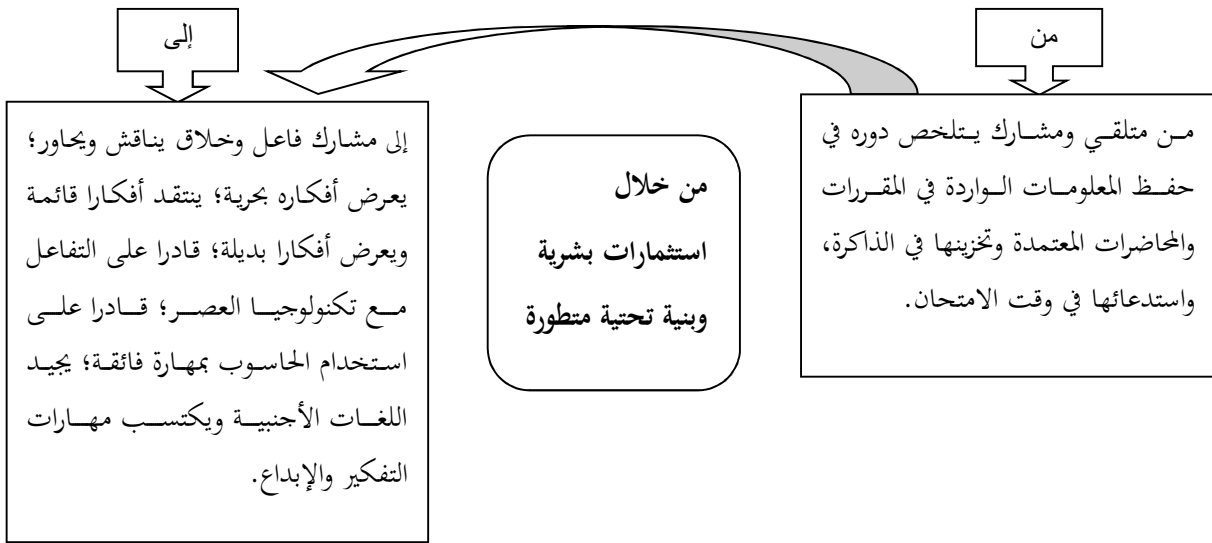 من
من متلقي ومشارك يتلخص دوره في
حفظ المعلومات الواردة في المقررات
والمحاضرات المعتمدة وتخزينها في الذاكرة،
واستدعائها في وقت الامتحان.
من خلال
استثمارات بشرية
وبنية تحتية متطورة
إلى
إلى مشارك فاعل وخلاق يناقش ويحاور؛
يعرض أفكاره بحرية؛ ينتقد أفكارا قائمة
ويعرض أفكارا بديلة؛ قادرا على التفاعل
مع تكنولوجيا العصر؛ قادرا على
استخدام الحاسوب بمهارة فائقة؛ يجيد
اللغات الأجنبية ويكتسب مهارات
التفكير والإبداع.